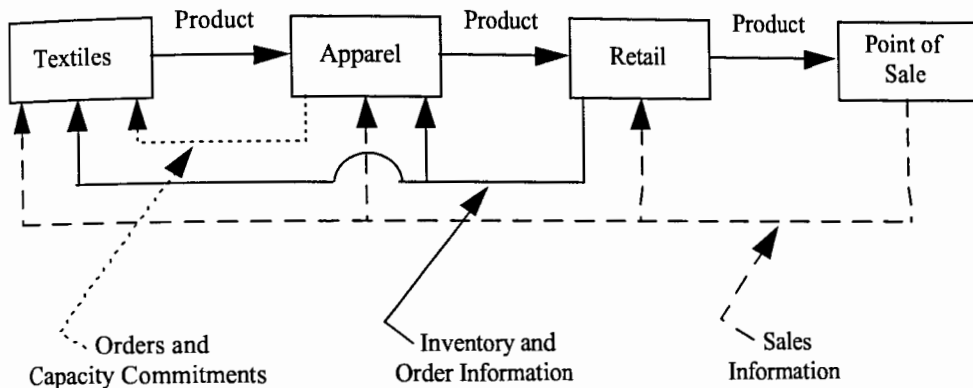 Product
Product
Product
Textiles
Apparel
Retail
Point of
Sale
Orders and
Capacity Commitments
Inventory and
Order Information
Sales
Information